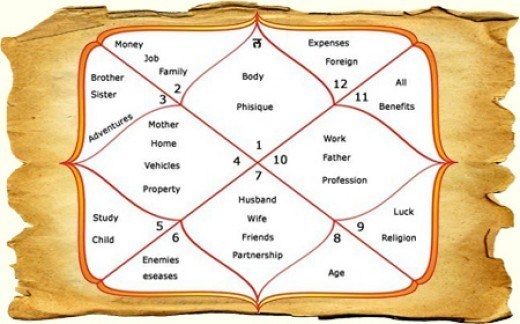 Money
Job
Family
2
ल
Body
Phisique
1
Expenses
Foreign
12
Brother
Sister
3
Adventures
11
All
Benefits
Mother
Home
Vehicles
Property
4
10
Work
Father
Profession
7
Husband
Wife
Friends
Partnership
Study
Child
5
6
Enemies
eseases
8
Age
9
Luck
Religion